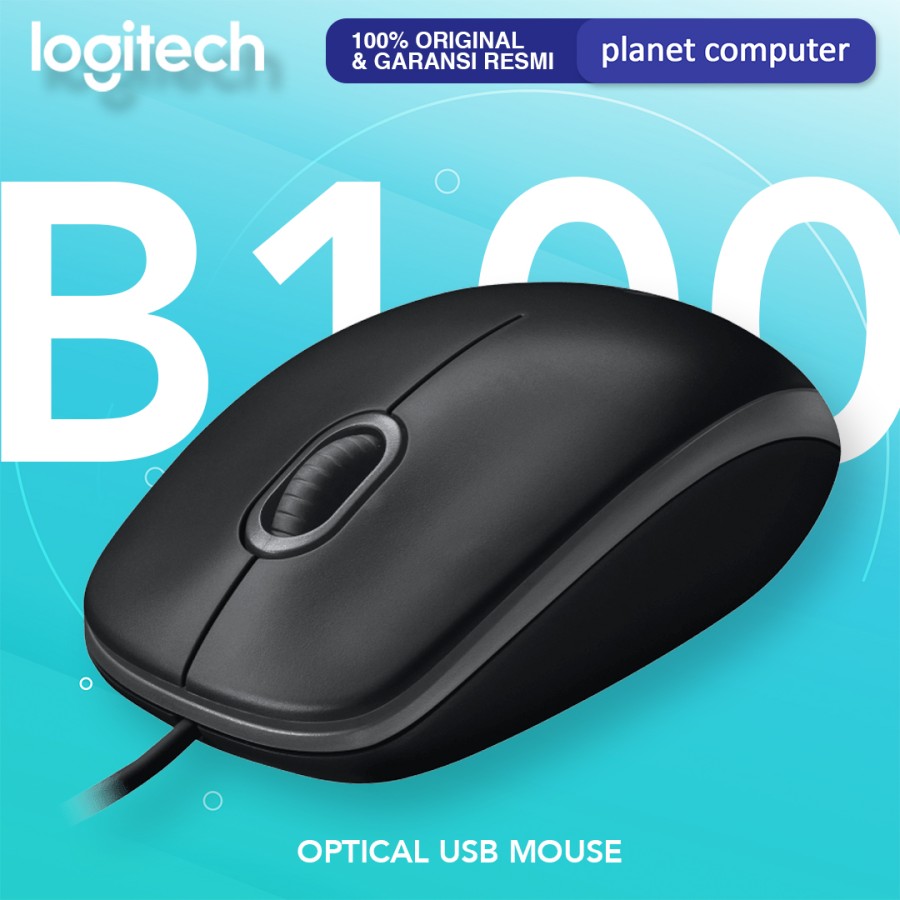 logitech
100% ORIGINAL
& GARANSI RESMI
planet computer
B100
OPTICAL USB MOUSE